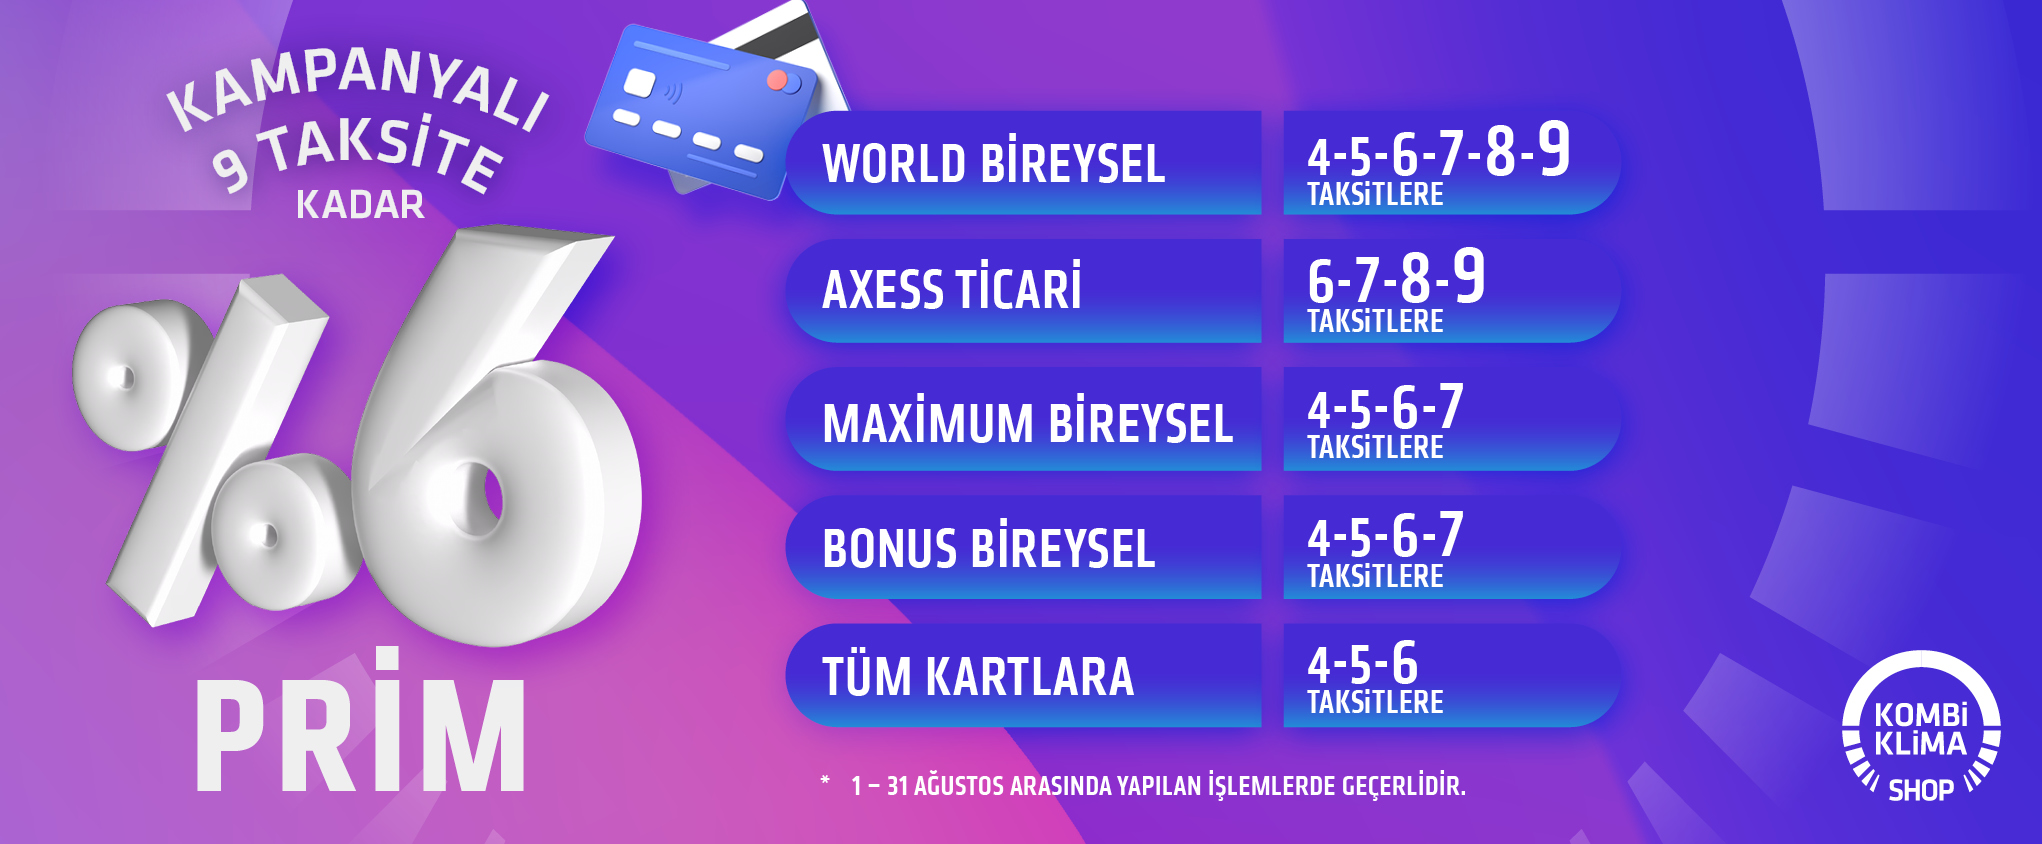 KAMPANYALI
9 TAKSİTE
KADAR
%6
PRİM
WORLD BİREYSEL
4-5-6-7-8-9
TAKSİTLERE
AXESS TİCARİ
6-7-8-9
TAKSİTLERE
MAXİMUM BİREYSEL
4-5-6-7
TAKSİTLERE
BONUS BİREYSEL
4-5-6-7
TAKSİTLERE
TÜM KARTLARA
4-5-6
TAKSİTLERE
* 1 – 31 AĞUSTOS ARASINDA YAPILAN İŞLEMLERDE GEÇERLİDİR.
KOMBİ
KLİMA
SHOP